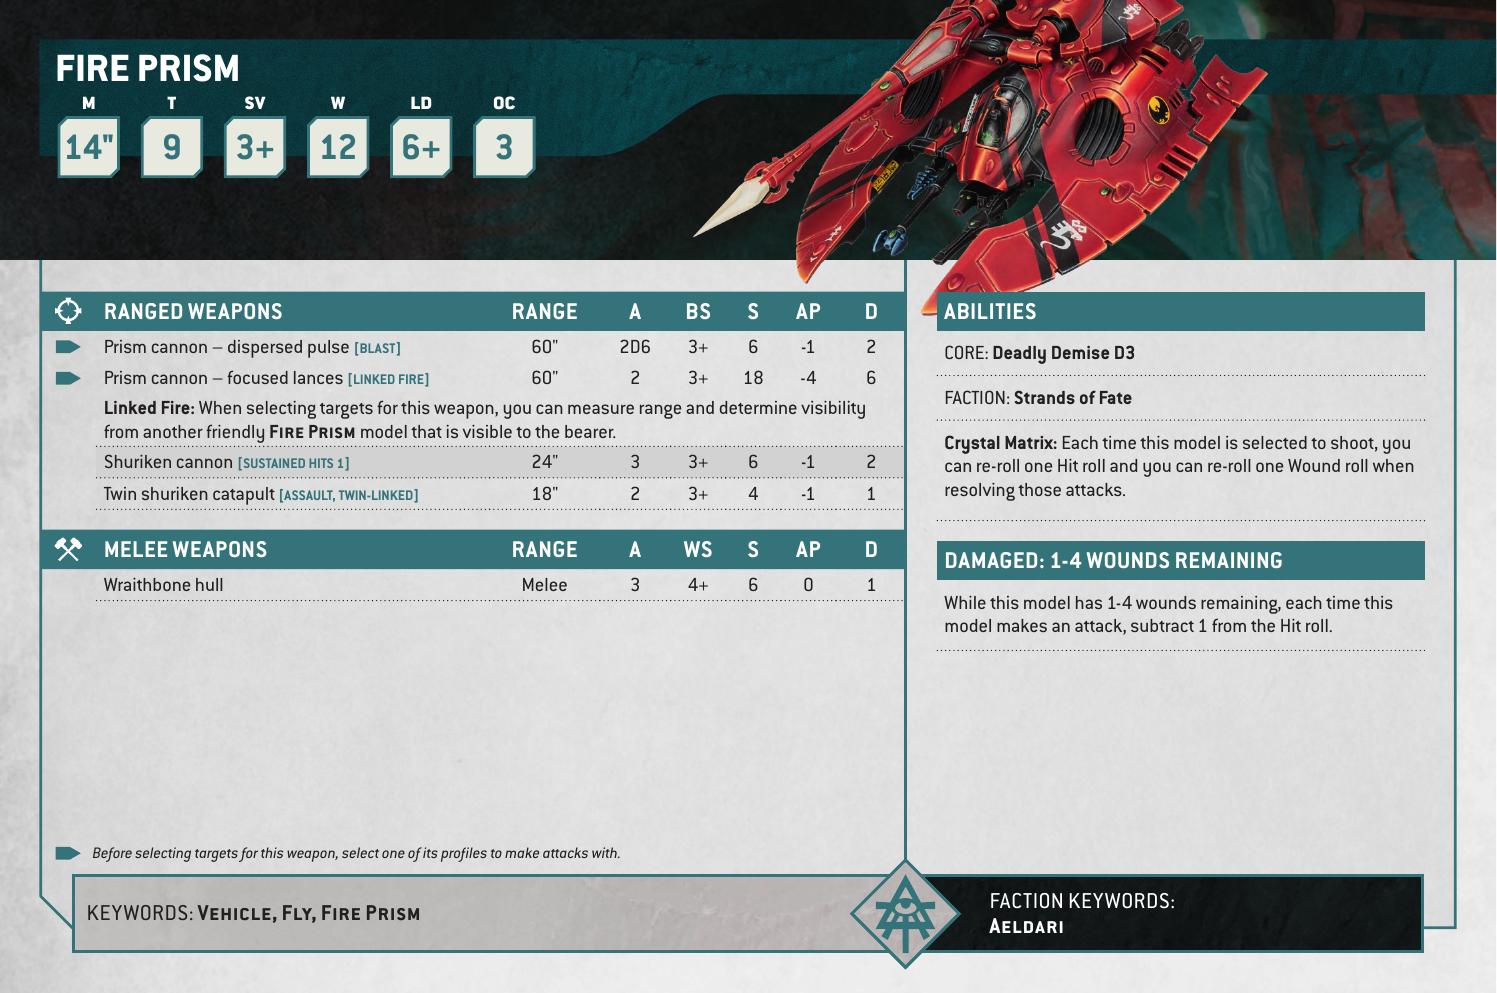 FIRE PRISM
M T SV W LD OC
14" 9 3+ 12 6+ 3
RANGED WEAPONS RANGE A BS S AP D
Prism cannon – dispersed pulse [BLAST] 60" 2D6 3+ 6 -1 2
Prism cannon – focused lances [LINKED FIRE] 60" 2 3+ 18 -4 6
Linked Fire: When selecting targets for this weapon, you can measure range and determine visibility
from another friendly FIRE PRISM model that is visible to the bearer.
Shuriken cannon [SUSTAINED HITS 1] 24" 3 3+ 6 -1 2
Twin shuriken catapult [ASSAULT, TWIN-LINKED] 18" 2 3+ 4 -1 1
MELEE WEAPONS RANGE A WS S AP D
Wraithbone hull Melee 3 4+ 6 0 1
Before selecting targets for this weapon, select one of its profiles to make attacks with.
KEYWORDS: VEHICLE, FLY, FIRE PRISM
ABILITIES
CORE: Deadly Demise D3
FACTION: Strands of Fate
Crystal Matrix: Each time this model is selected to shoot, you
can re-roll one Hit roll and you can re-roll one Wound roll when
resolving those attacks.
DAMAGED: 1-4 WOUNDS REMAINING
While this model has 1-4 wounds remaining, each time this
model makes an attack, subtract 1 from the Hit roll.
FACTION KEYWORDS:
AELDARI